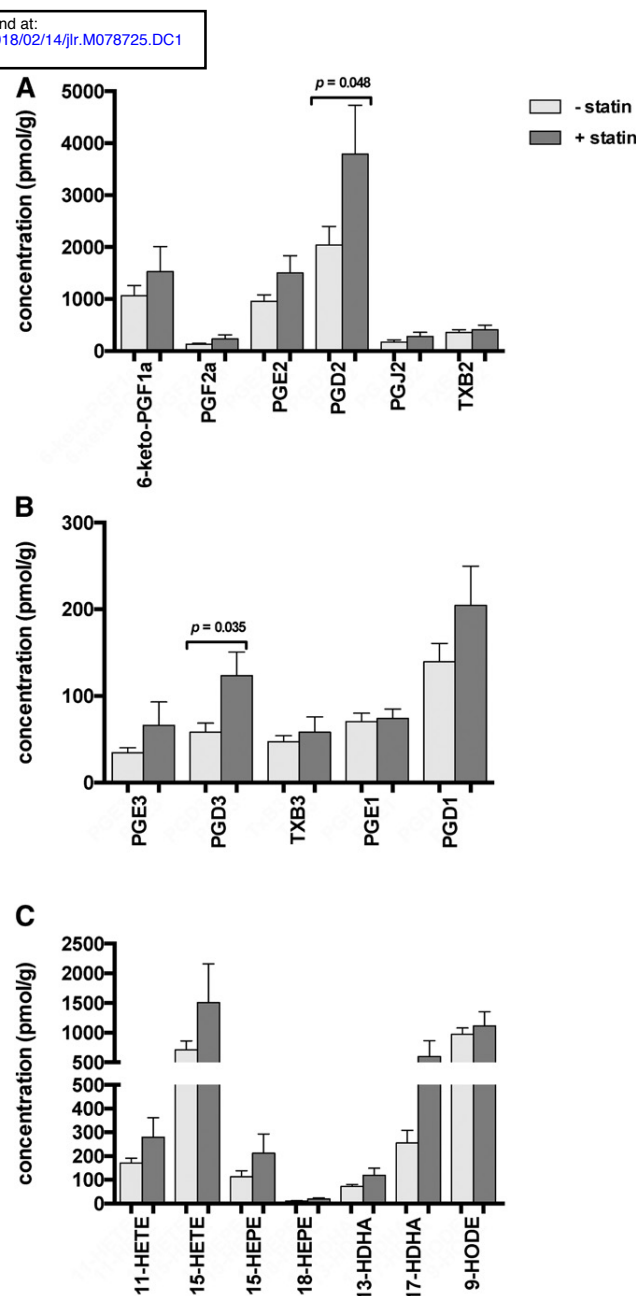 nd at:
018/02/14/jlr.M078725.DC1
A
p = 0.048
- statin
+ statin
concentration (pmol/g)
5000
4000
3000
2000
1000
0
6-keto-PGF1a
PGF2a
PGE2
PGD2
PGJ2
TXB2
B
p = 0.035
concentration (pmol/g)
300
200
100
0
PGE3
PGD3
TXB3
PGE1
PGD1
C
concentration (pmol/g)
2500
2000
1500
1000
500
500
400
300
200
100
0
11-HETE
15-HETE
15-HEPE
18-HEPE
13-HDHA
17-HDHA
9-HODE